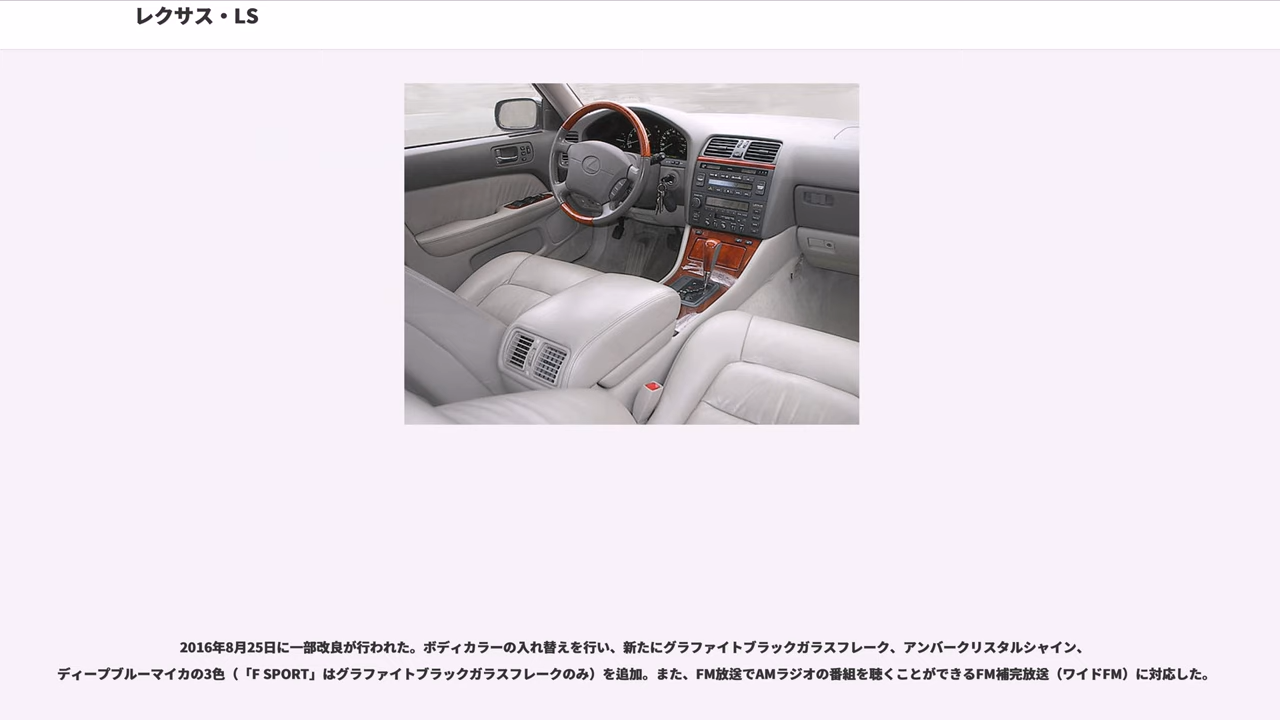 レクサス・LS
2016年8月25日に一部改良が行われた。ボディカラーの入れ替えを行い、新たにグラファイトブラックガラスフレーク、アンバークリスタルシャイン、
ディープブルーマイカの3色（「F SPORT」はグラファイトブラックガラスフレークのみ）を追加。また、FM放送でAMラジオの番組を聴くことができるFM補完放送（ワイドFM）に対応した。